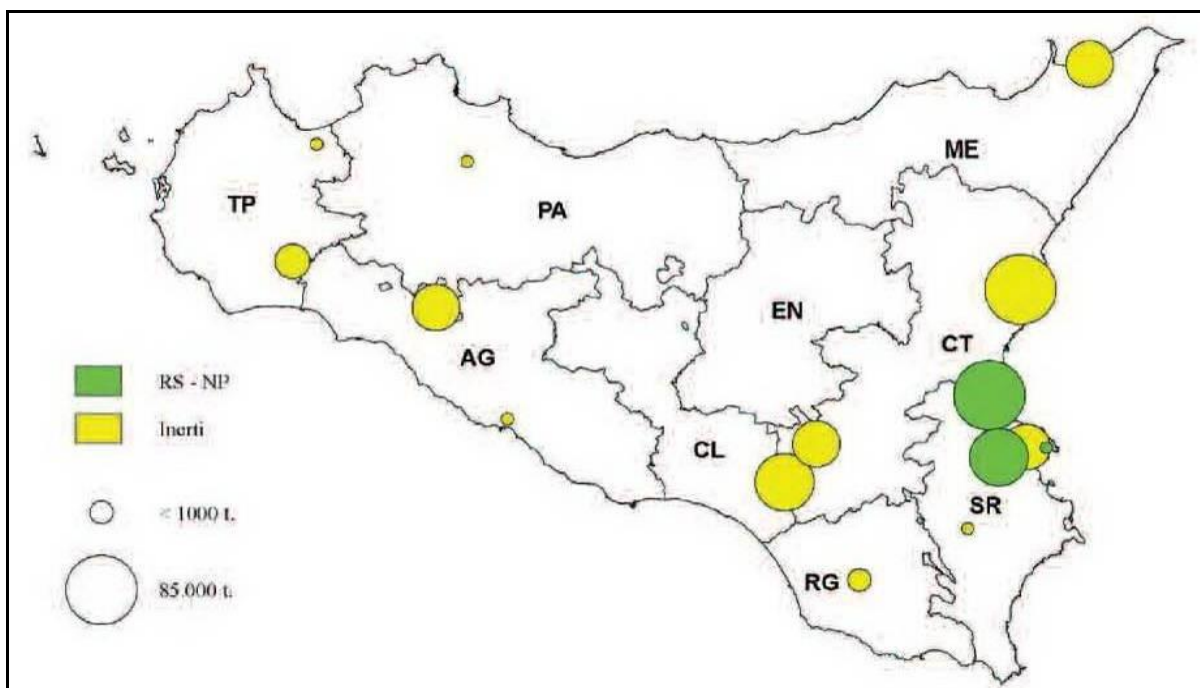 ME
TP
PA
EN
CT
AG
RS - NP
Inerti
CL
SR
< 1000 t.
RG
85.000 t.